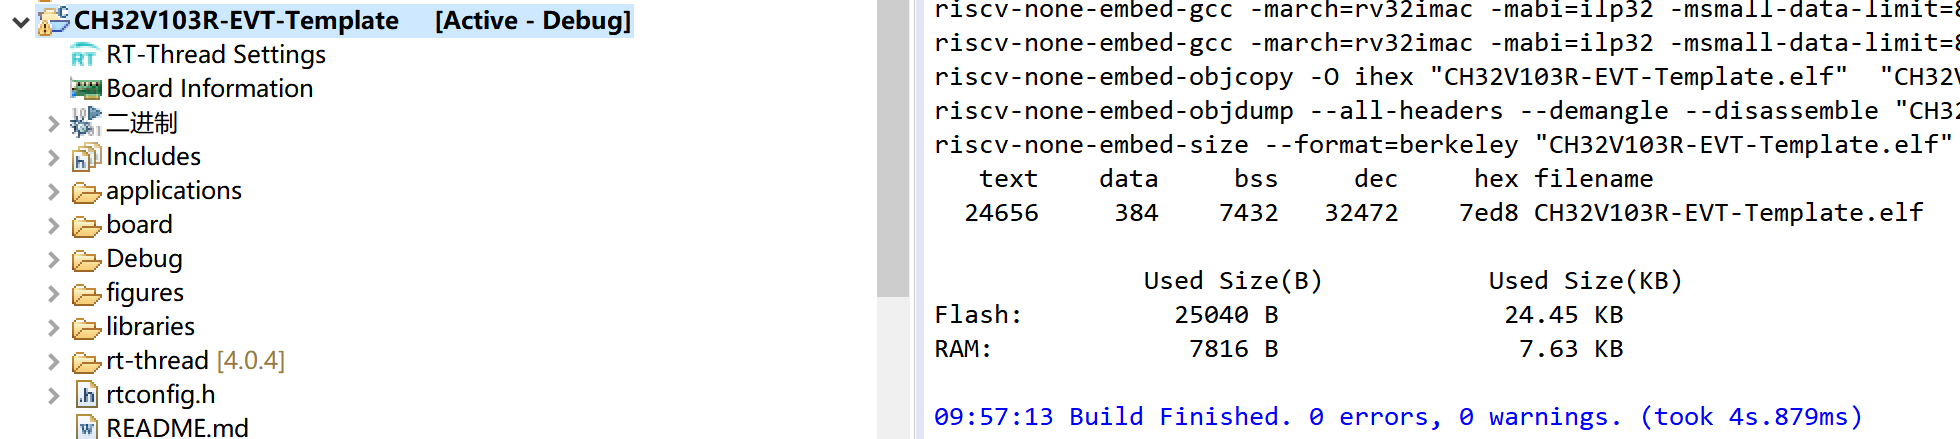 CH32V103R-EVT-Template [Active - Debug]
RT-Thread Settings
Board Information
二进制
Includes
applications
board
Debug
figures
libraries
rt-thread [4.0.4]
rtconfig.h
README.md
riscv-none-embed-gcc -march=rv32imac -mabi=ilp32 -msmall-data-limit=8
riscv-none-embed-gcc -march=rv32imac -mabi=ilp32 -msmall-data-limit=8
riscv-none-embed-objcopy -O ihex "CH32V103R-EVT-Template.elf" "CH32V
riscv-none-embed-objdump --all-headers --demangle --disassemble "CH32
riscv-none-embed-size --format=berkeley "CH32V103R-EVT-Template.elf"
text data bss dec hex filename
24656 384 7432 32472 7ed8 CH32V103R-EVT-Template.elf
Used Size(B) Used Size(KB)
Flash: 25040 B 24.45 KB
RAM: 7816 B 7.63 KB
09:57:13 Build Finished. 0 errors, 0 warnings. (took 4s.879ms)